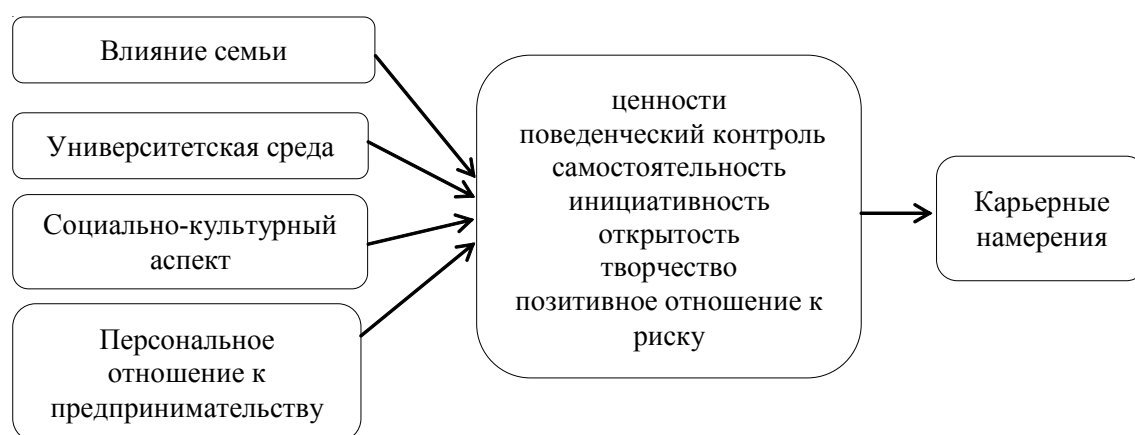 Влияние семьи
Университетская среда
Социально-культурный
аспект
Персональное
отношение к
предпринимательству
ценности
поведенческий контроль
самостоятельность
инициативность
открытость
творчество
позитивное отношение к
риску
Карьерные
намерения